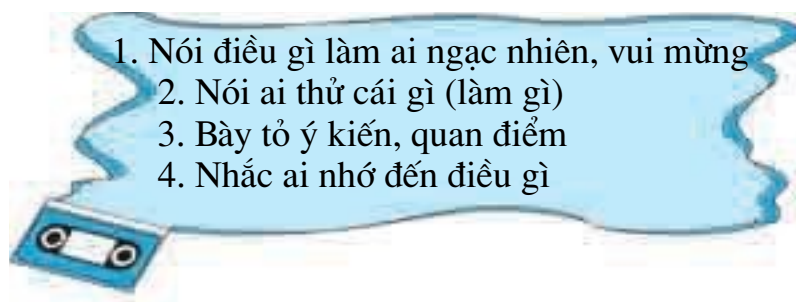 1. Nói điều gì làm ai ngạc nhiên, vui mừng
2. Nói ai thử cái gì (làm gì)
3. Bày tỏ ý kiến, quan điểm
4. Nhắc ai nhớ đến điều gì